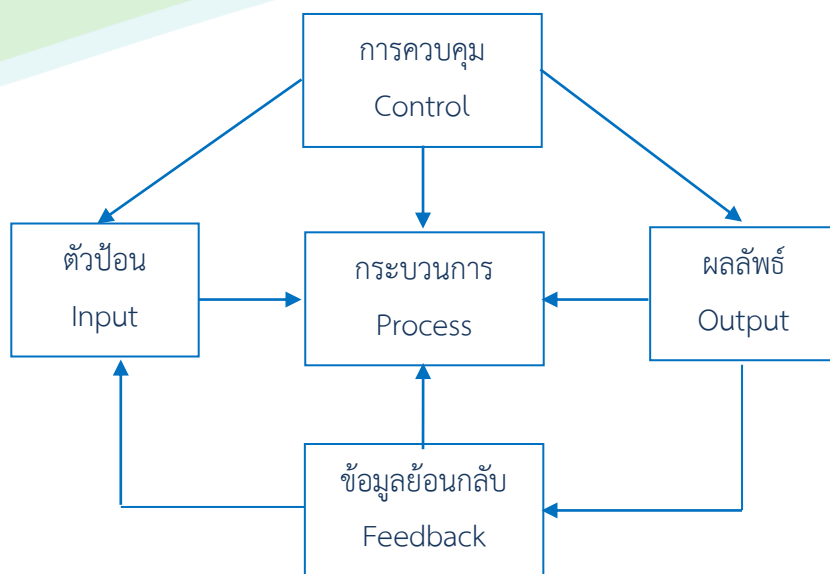 การควบคุม
Control
ตัวป้อน
Input
กระบวนการ
Process
ผลลัพธ์
Output
ข้อมูลย้อนกลับ
Feedback